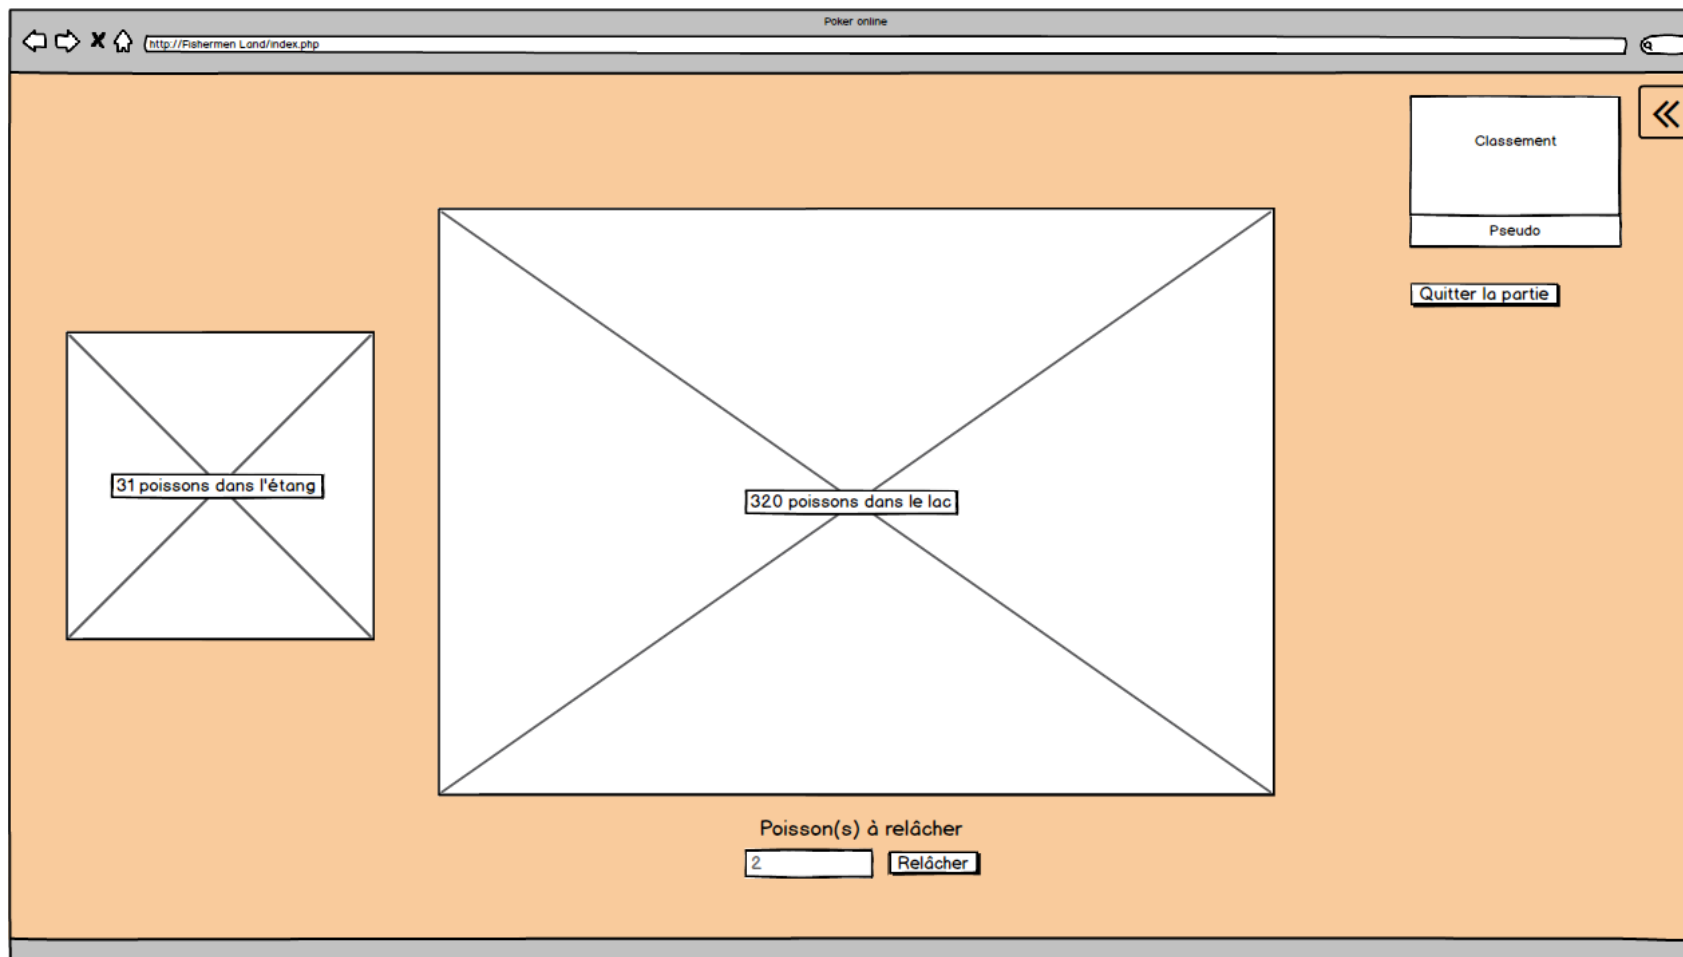 Poker online
http://Fishermen Land/index.php
Classement
Pseudo
Quitter la partie
31 poissons dans l'étang
320 poissons dans le lac
Poisson(s) à relâcher
2
Relâcher